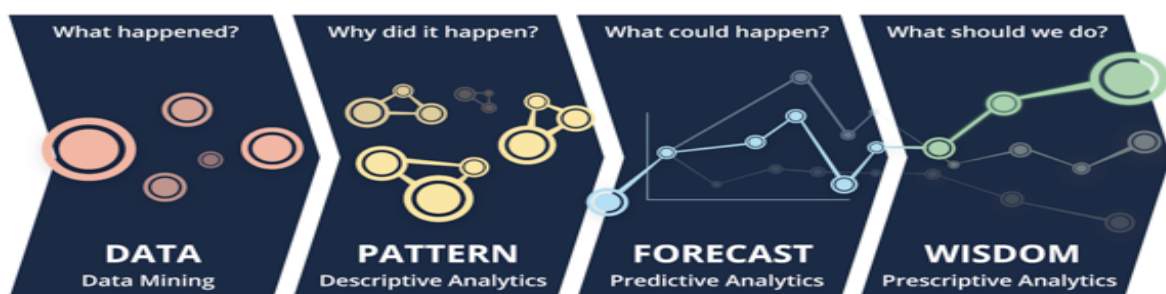 What happened?
DATA
Data Mining
Why did it happen?
PATTERN
Descriptive Analytics
What could happen?
FORECAST
Predictive Analytics
What should we do?
WISDOM
Prescriptive Analytics